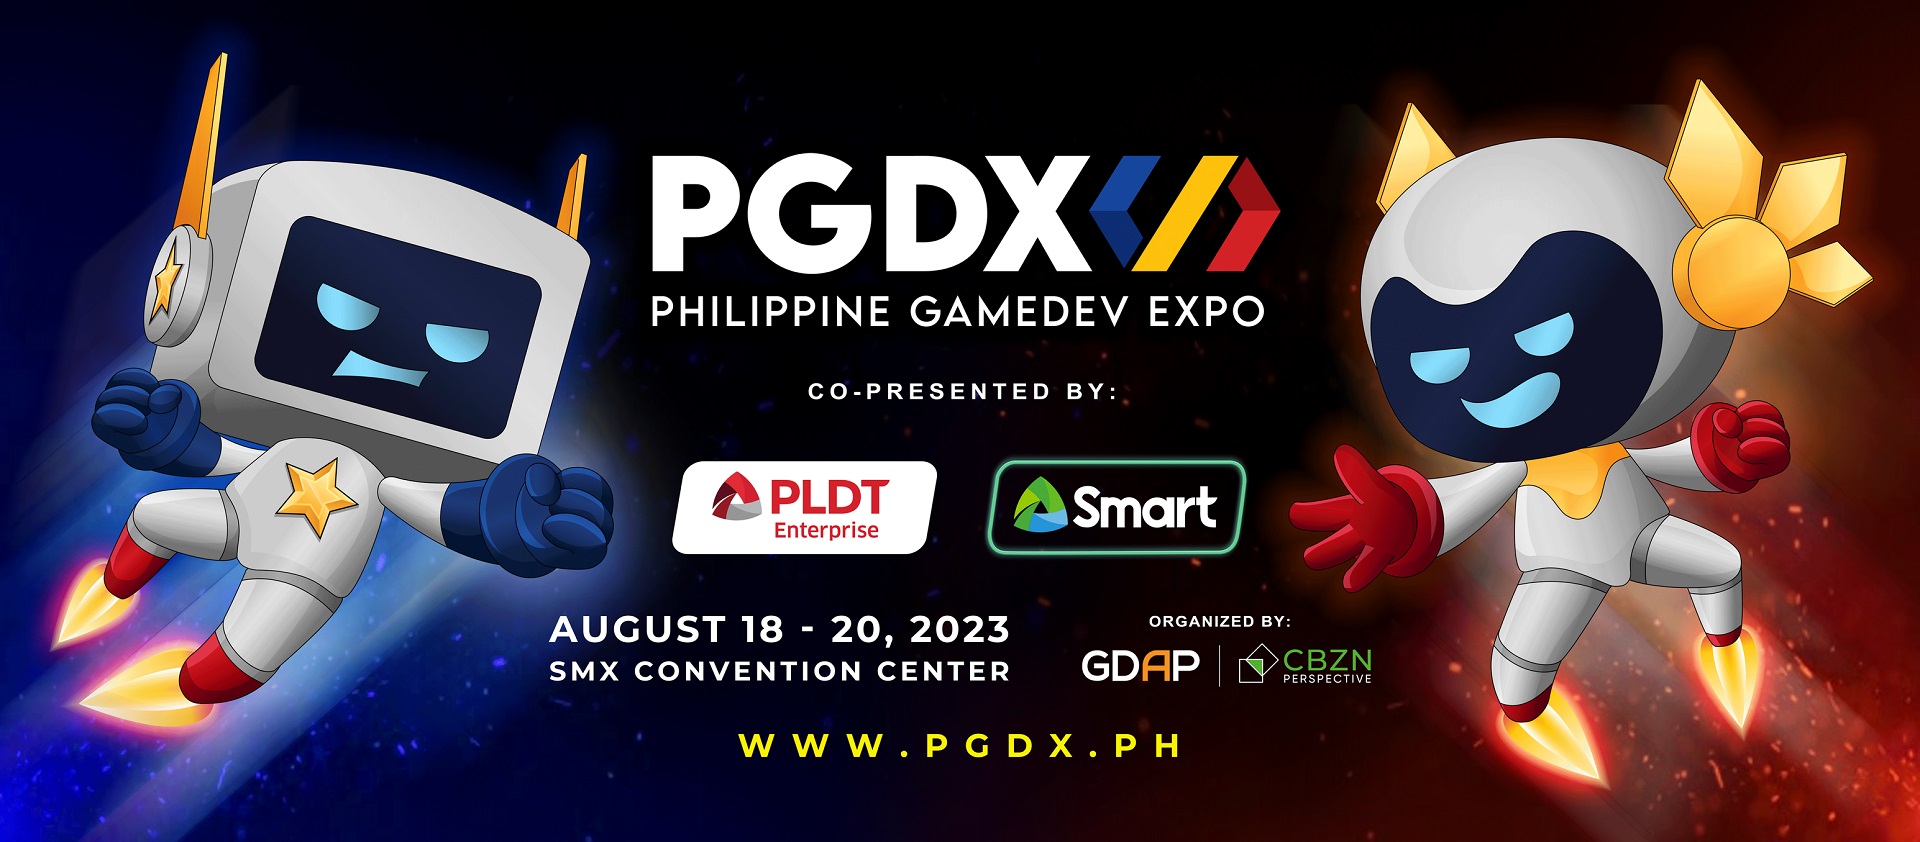 PGDX
PHILIPPINE GAMEDEV EXPO
CO-PRESENTED BY:
PLDT
Enterprise
Smart
AUGUST 18 - 20, 2023
SMX CONVENTION CENTER
ORGANIZED BY:
GDAP
CBZN
PERSPECTIVE
WWW.PGDX.PH